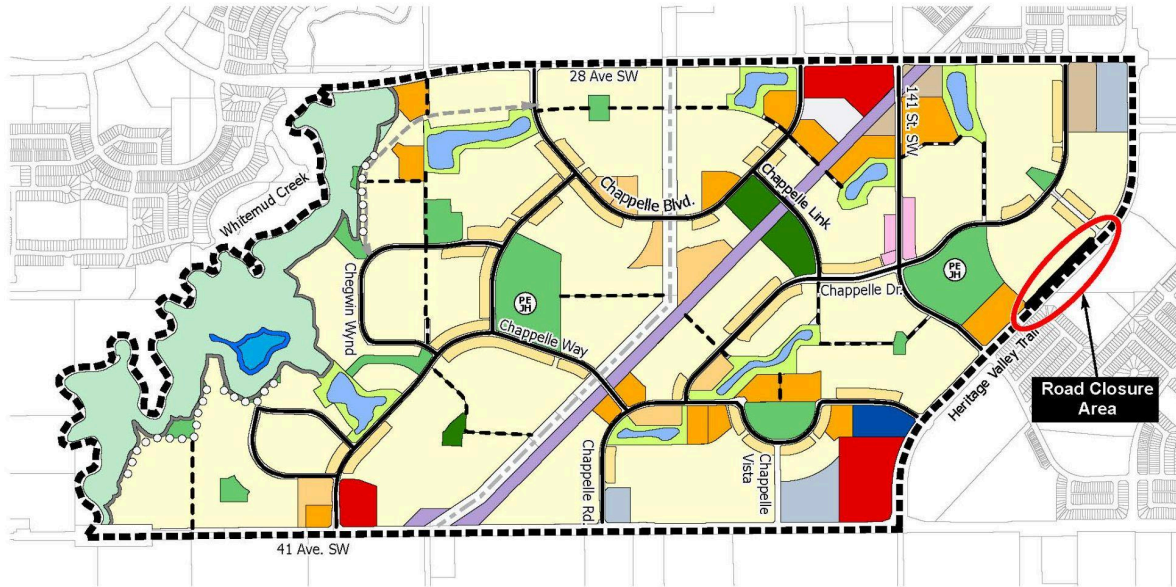 28 Ave SW
141 St. SW
Whitemud Creek
Chappelle Blvd.
Chappelle Link
Chegwin Wynd
PE
JH
PE
JH
Chappelle Dr.
Chappelle Way
Heritage Valley Trail
Road Closure
Area
Chappelle Rd.
Chappelle
Vista
41 Ave. SW